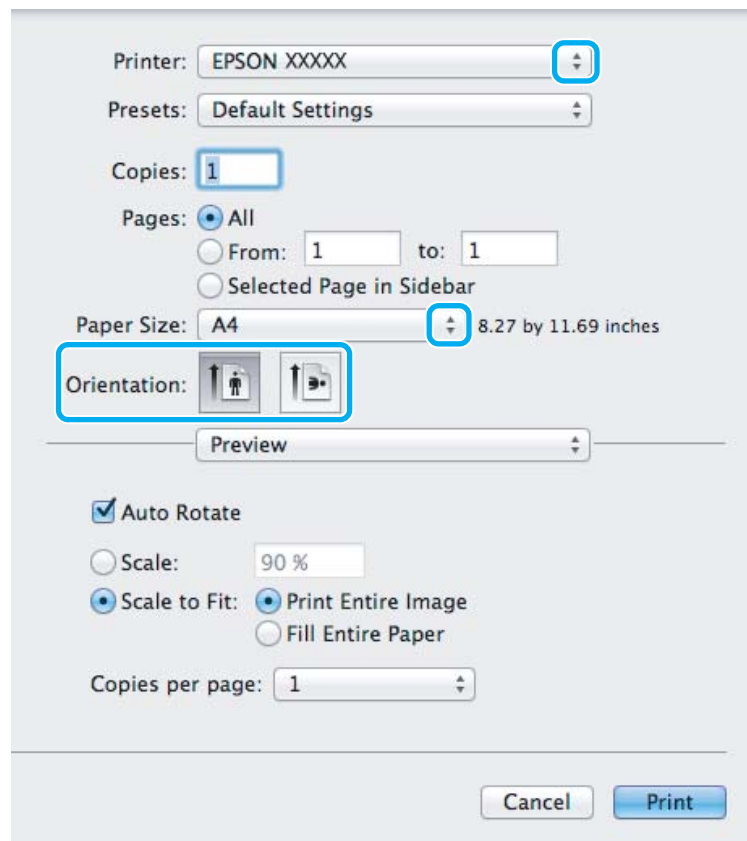 Printer: EPSON XXXXX
Presets: Default Settings
Copies: 1
Pages: All
From: 1 to: 1
Selected Page in Sidebar
Paper Size: A4 8.27 by 11.69 inches
Orientation:
Preview
Auto Rotate
Scale: 90 %
Scale to Fit: Print Entire Image
Fill Entire Paper
Copies per page: 1
Cancel Print